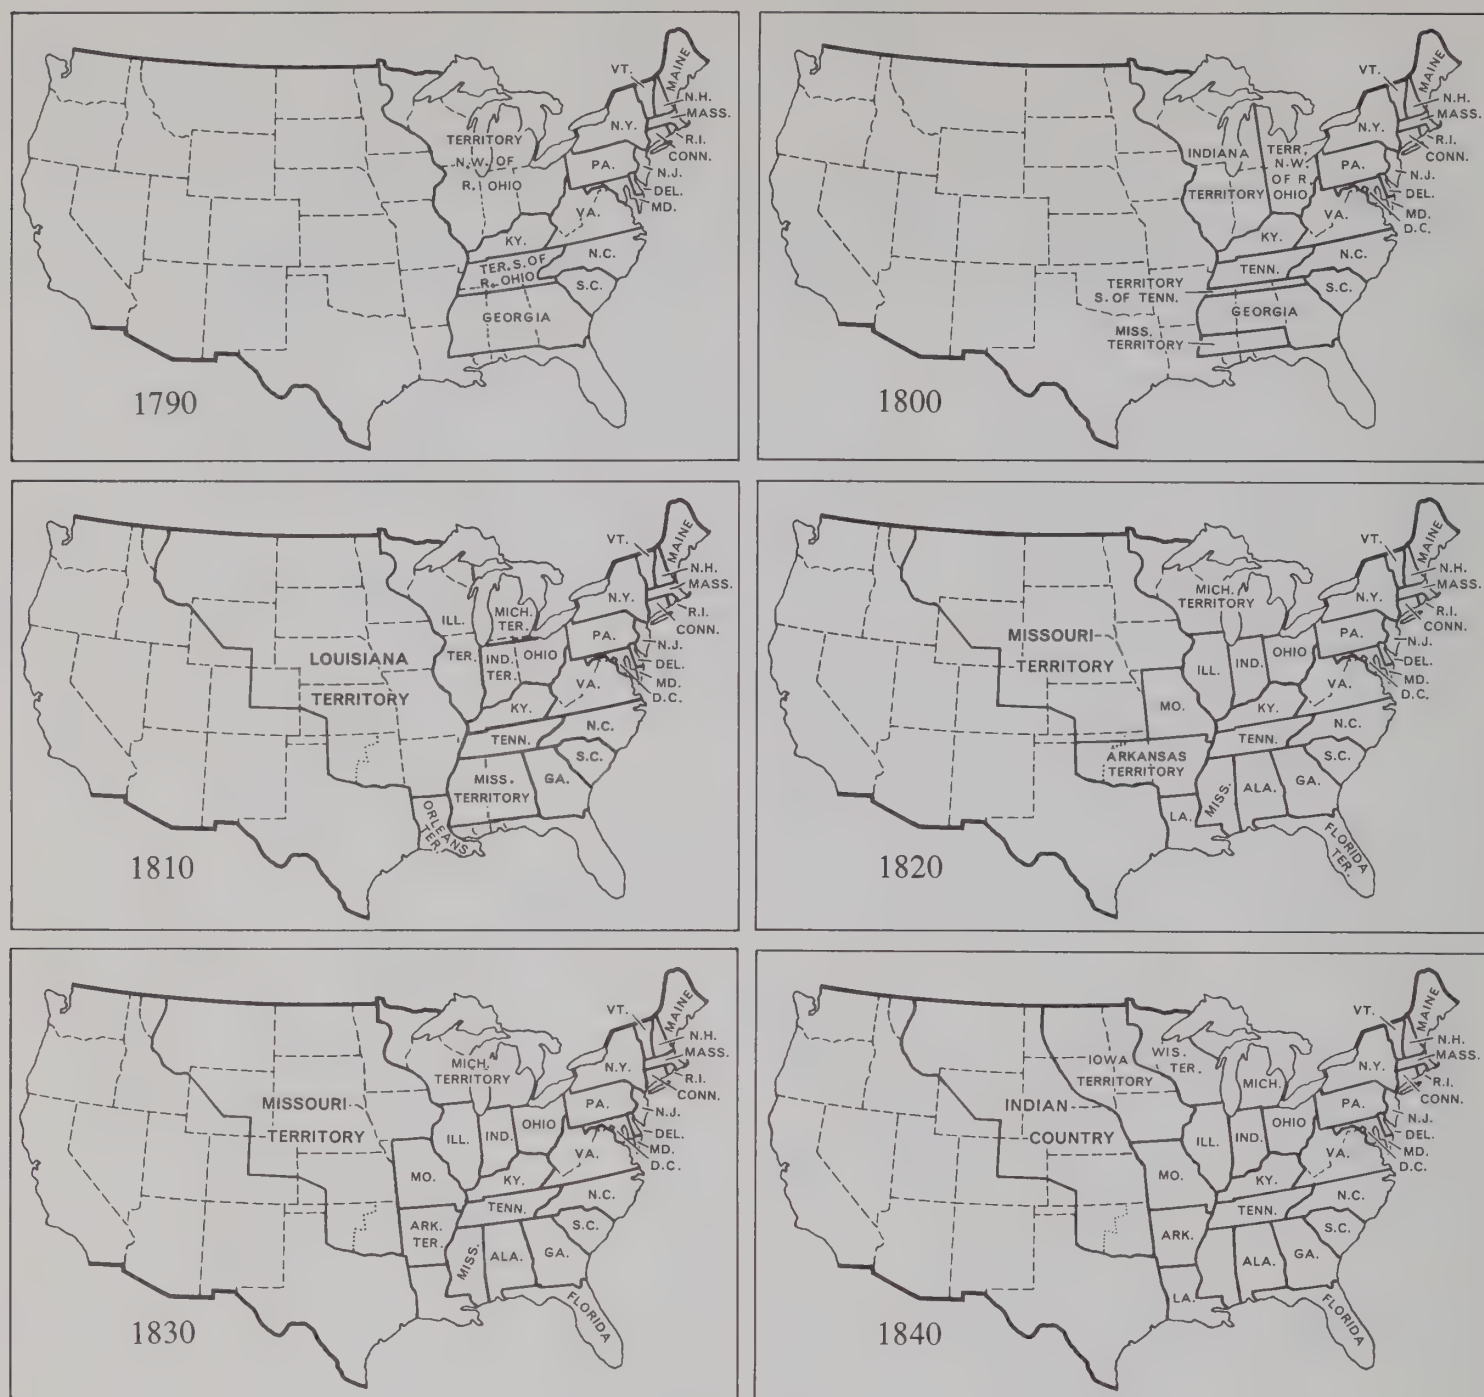 VT.
MAINE
N.H.
MASS.
N.Y.
R.I.
CONN.
TERRITORY
N.W. OF
R. OHIO
PA.
N.J.
DEL.
MD.
VA.
KY.
TER. S. OF
R. OHIO
N.C.
S.C.
GEORGIA
1790
VT.
MAINE
N.H.
MASS.
N.Y.
R.I.
CONN.
INDIANA
TERRITORY
TERR.
N.W.
OF R.
OHIO
PA.
N.J.
DEL.
MD.
D.C.
VA.
KY.
N.C.
TENN.
TERRITORY
S. OF TENN.
S.C.
GEORGIA
MISS.
TERRITORY
1800
VT.
MAINE
N.H.
MASS.
N.Y.
R.I.
CONN.
MICH.
TER.
ILL.
TER.
PA.
N.J.
DEL.
MD.
D.C.
LOUISIANA
TERRITORY
IND.
TER.
OHIO
VA.
KY.
N.C.
TENN.
S.C.
MISS.
TERRITORY
GA.
ORLEANS
TER.
1810
VT.
MAINE
N.H.
MASS.
N.Y.
R.I.
CONN.
MICH.
TERRITORY
PA.
N.J.
DEL.
MD.
D.C.
MISSOURI
TERRITORY
ILL.
IND.
OHIO
VA.
MO.
KY.
N.C.
TENN.
ARKANSAS
TERRITORY
S.C.
MISS.
ALA.
GA.
LA.
FLORIDA
TER.
1820
VT.
MAINE
N.H.
MASS.
N.Y.
R.I.
CONN.
MICH.
TERRITORY
PA.
N.J.
DEL.
MD.
D.C.
MISSOURI
TERRITORY
ILL.
IND.
OHIO
VA.
MO.
KY.
N.C.
TENN.
ARK.
TER.
S.C.
MISS.
ALA.
GA.
FLORIDA
1830
VT.
MAINE
N.H.
MASS.
N.Y.
R.I.
CONN.
IOWA
TERRITORY
WIS.
TER.
MICH.
PA.
N.J.
DEL.
MD.
D.C.
INDIAN
COUNTRY
ILL.
IND.
OHIO
VA.
MO.
KY.
N.C.
TENN.
ARK.
S.C.
ALA.
GA.
LA.
FLORIDA
1840